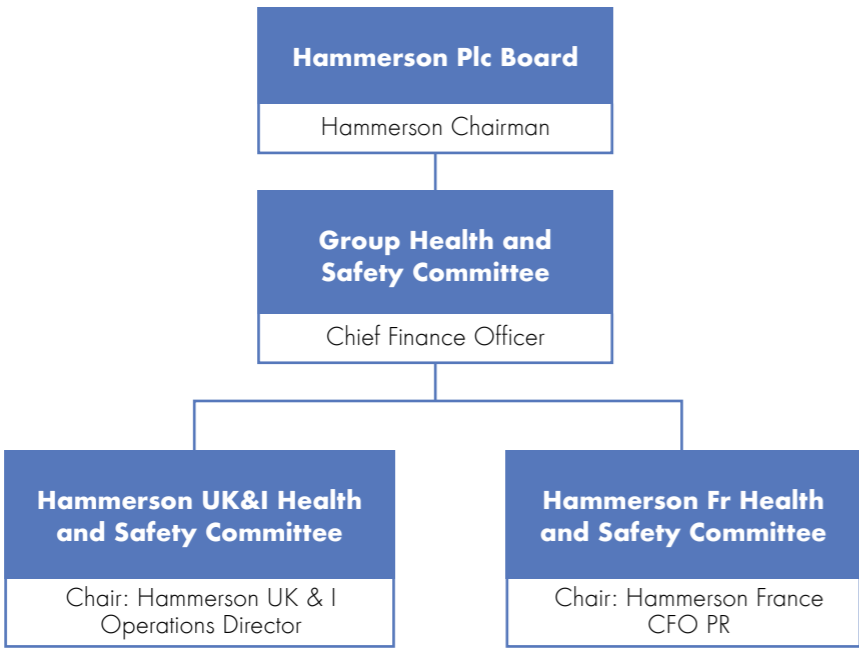 Hammerson Plc Board
Hammerson Chairman
Group Health and
Safety Committee
Chief Finance Officer
Hammerson UK&I Health
and Safety Committee
Chair: Hammerson UK & I
Operations Director
Hammerson Fr Health
and Safety Committee
Chair: Hammerson France
CFO PR